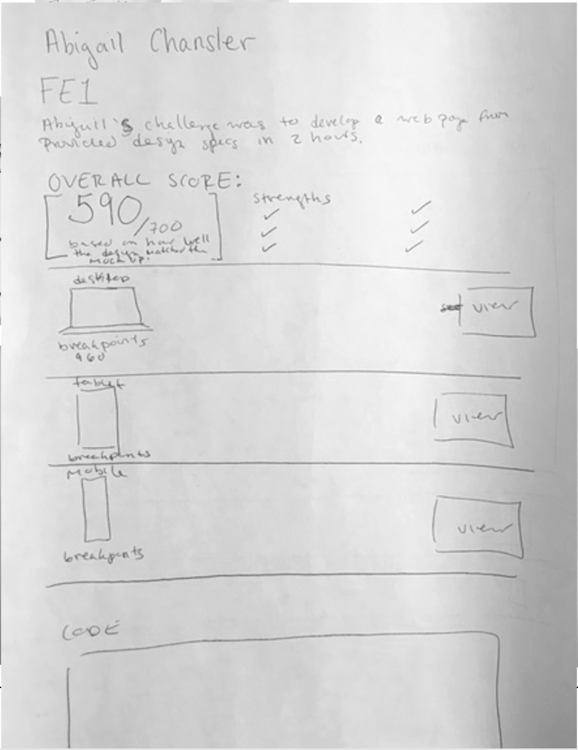 Abigail Chansler
FE1
Abigail's challenge was to develop a web page from
provided design specs in 2 hours.
OVERALL SCORE:
590/700
based on how well
the design matched the
mock up.
Strengths
desktop
breakpoints
960
view
tablet
breakpoints
view
mobile
breakpoints
view
CODE